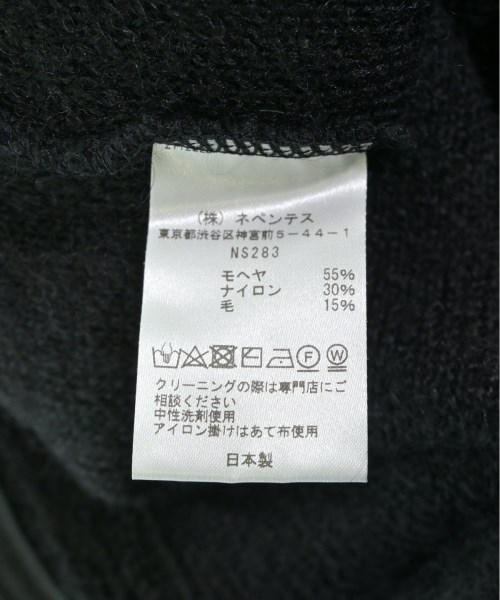 (株) ネペンテス
東京都渋谷区神宮前5-44-1
NS283
モヘヤ 55%
ナイロン 30%
毛 15%
F W
クリーニングの際は専門店にご
相談ください
中性洗剤使用
アイロン掛けはあて布使用
日本製